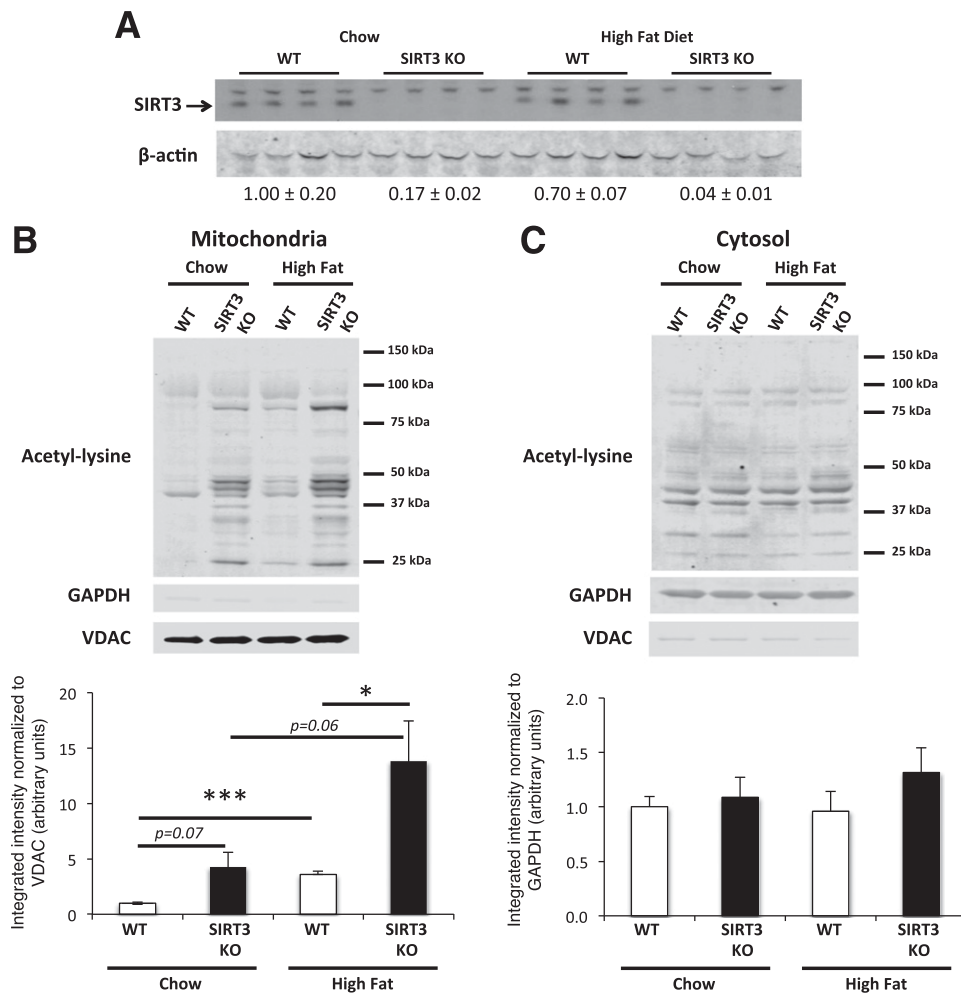 A
Chow
High Fat Diet
WT
SIRT3 KO
WT
SIRT3 KO
SIRT3
β-actin
1.00 ± 0.20
0.17 ± 0.02
0.70 ± 0.07
0.04 ± 0.01
B
Mitochondria
Chow
High Fat
WT
SIRT3
KO
WT
SIRT3
KO
150 kDa
100 kDa
75 kDa
Acetyl-lysine
50 kDa
37 kDa
25 kDa
GAPDH
VDAC
Integrated intensity normalized to
VDAC (arbitrary units)
20
15
10
5
0
*
p=0.06
***
p=0.07
WT
SIRT3
KO
WT
SIRT3
KO
Chow
High Fat
C
Cytosol
Chow
High Fat
WT
SIRT3
KO
WT
SIRT3
KO
150 kDa
100 kDa
75 kDa
Acetyl-lysine
50 kDa
37 kDa
25 kDa
GAPDH
VDAC
Integrated intensity normalized to
GAPDH (arbitrary units)
2.0
1.5
1.0
0.5
0.0
WT
SIRT3
KO
WT
SIRT3
KO
Chow
High Fat